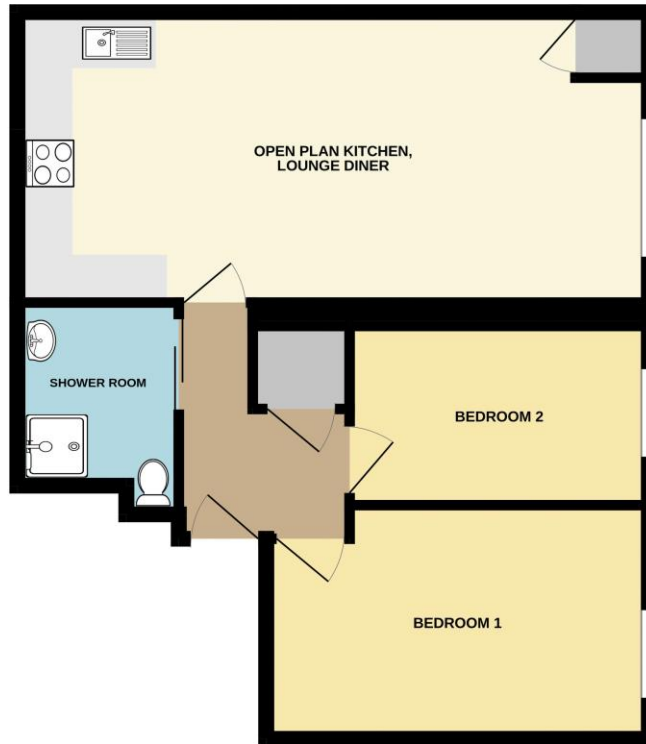 OPEN PLAN KITCHEN,
LOUNGE DINER
SHOWER ROOM
BEDROOM 2
BEDROOM 1